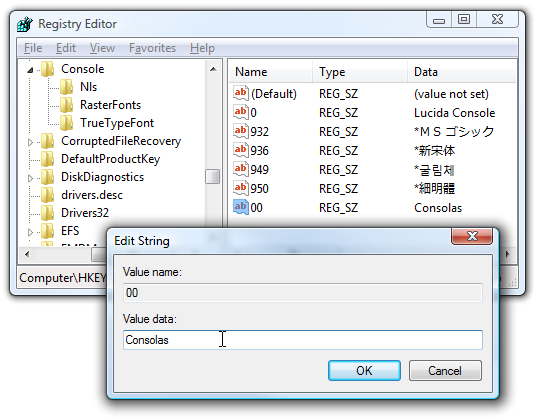 Registry Editor
File Edit View Favorites Help
Console
Nls
RasterFonts
TrueTypeFont
CorruptedFileRecovery
DefaultProductKey
DiskDiagnostics
drivers.desc
Drivers32
EFS
Name Type Data
(Default) REG_SZ (value not set)
0 REG_SZ Lucida Console
932 REG_SZ *ＭＳ ゴシック
936 REG_SZ *新宋体
949 REG_SZ *굴림체
950 REG_SZ *細明體
00 REG_SZ Consolas
Computer\HKEY
Edit String
Value name:
00
Value data:
Consolas
OK Cancel